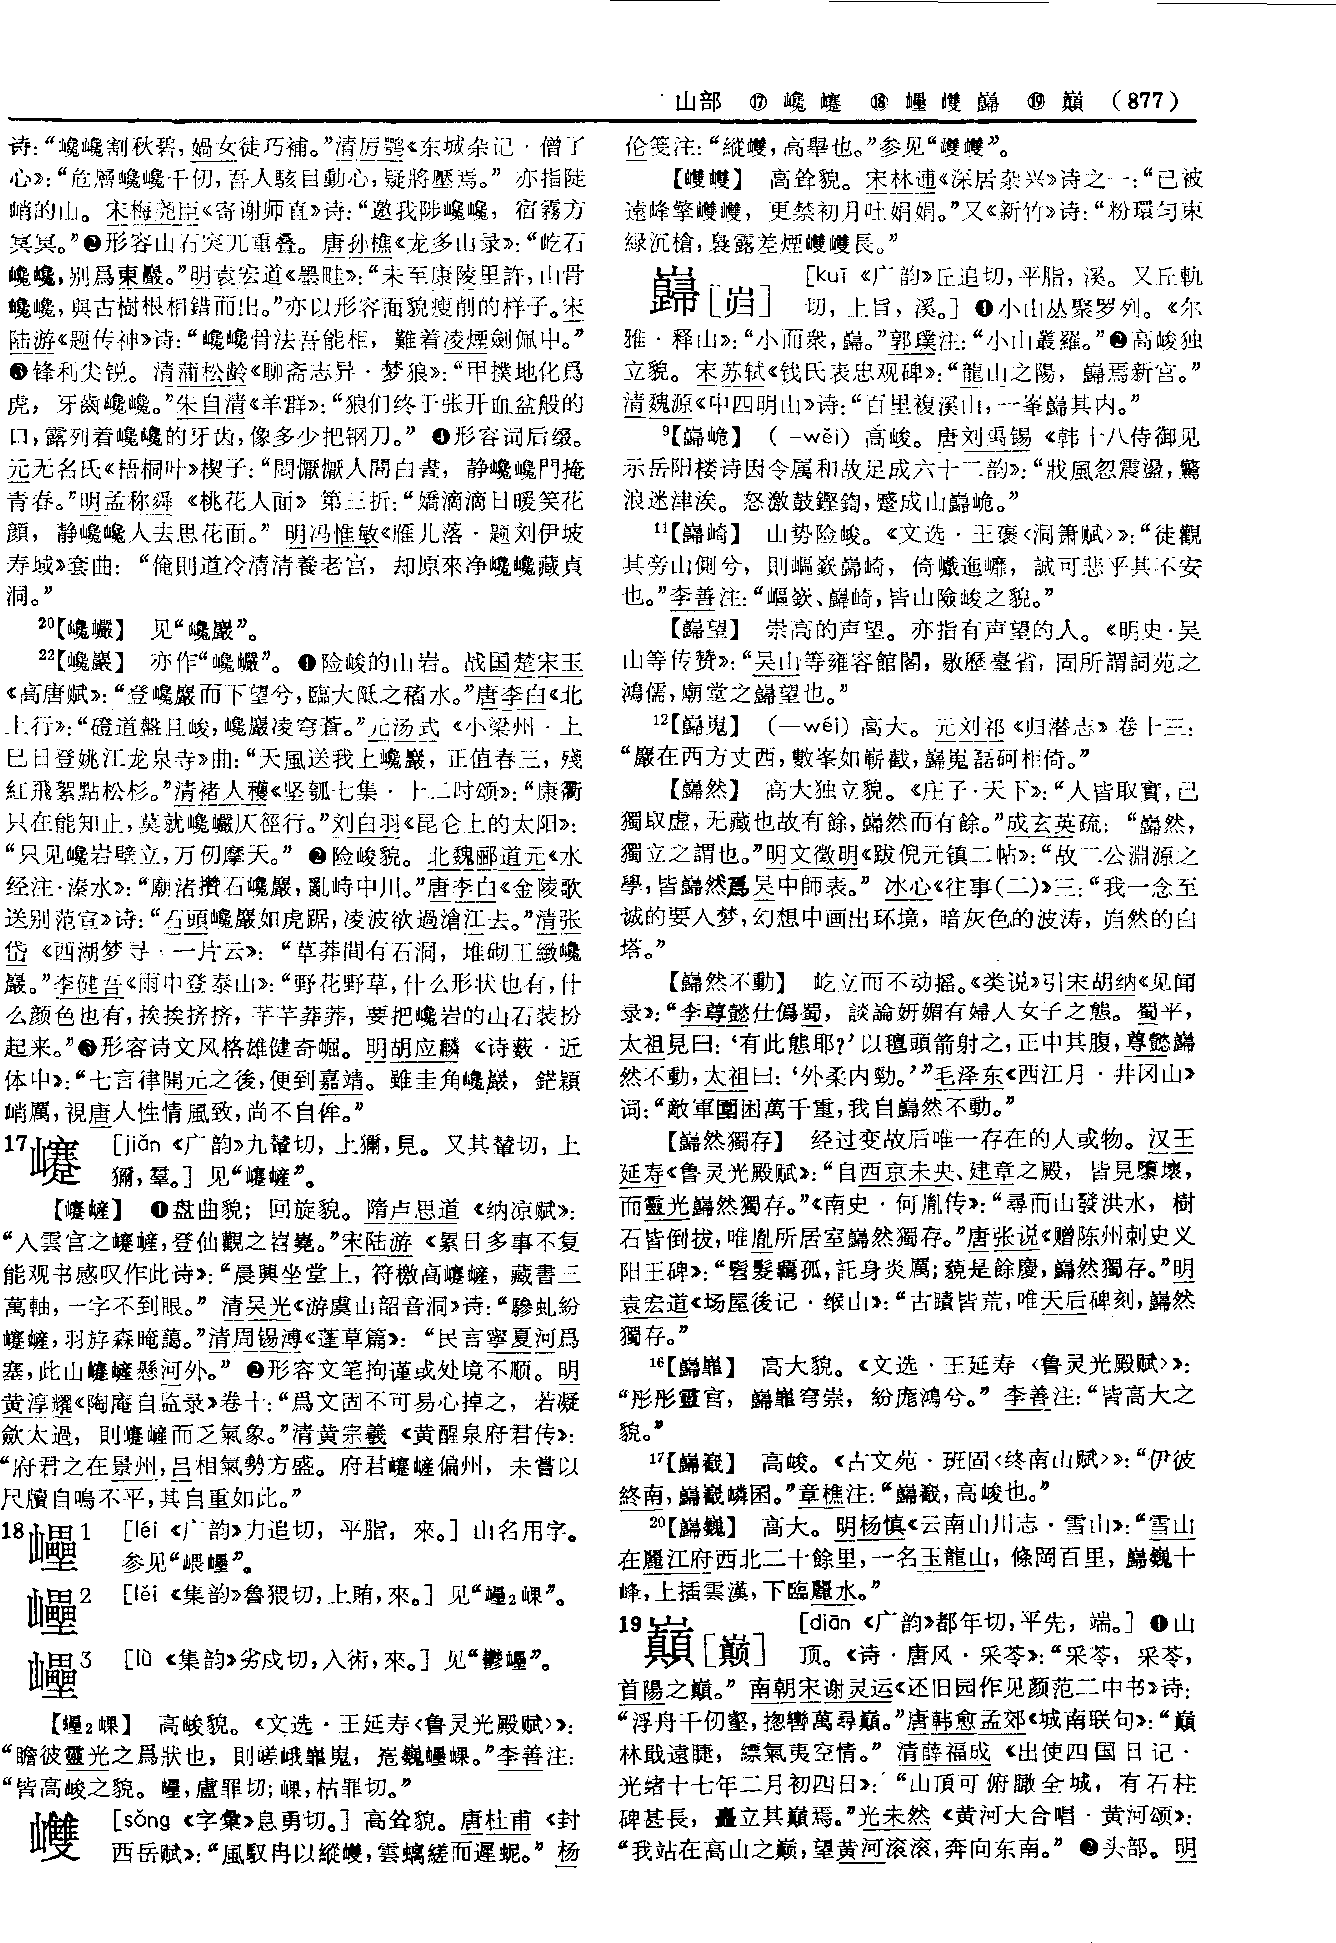 山部 ⑰ 巉 㠫 ⑱ 㠥 㩳 巋 ⑲ 巔 (877)
诗:“巉巉割秋碧,媧女徒巧補。”清厉鹗《东城杂记·僧了
心》:“危層巉巉千仞,吾人駭目動心,疑將壓焉。” 亦指陡
峭的山。宋梅尧臣《寄谢师直》诗:“邀我陟巉巉,宿霧方
冥冥。”❷形容山石突兀重叠。唐孙樵《龙多山录》:“屹石
巉巉,别爲東巖。”明袁宏道《墨畦》:“未至康陵里許,山骨
巉巉,與古樹根相錯而出。”亦以形容面貌瘦削的样子。宋
陆游《题传神》诗:“巉巉骨法吾能相,難着凌煙劍佩中。”
❸锋利尖锐。清蒲松龄《聊斋志异·梦狼》:“甲撲地化爲
虎,牙齒巉巉。”朱自清《羊群》:“狼们终于张开血盆般的
口,露列着巉巉的牙齿,像多少把钢刀。” ❹形容词后缀。
元无名氏《梧桐叶》楔子:“悶懨懨人閒白晝,静巉巉門掩
青春。”明孟称舜《桃花人面》第三折:“嬌滴滴日暖笑花
顔,静巉巉人去思花面。” 明冯惟敏《雁儿落·题刘伊坡
寿域》套曲:“俺則道冷清清養老宫,却原來净巉巉藏貞
洞。”
20【巉巗】 见“巉巖”。
22【巉巖】 亦作“巉巗”。❶险峻的山岩。战国楚宋玉
《高唐赋》:“登巉巖而下望兮,臨大阺之稸水。”唐李白《北
上行》:“磴道盤且峻,巉巖凌穹蒼。”元汤式《小梁州·上
巳日登姚江龙泉寺》曲:“天風送我上巉巖,正值春三,殘
紅飛絮點松杉。”清褚人穫《坚瓠七集·十二时颂》:“康衢
只在能知止,莫就巉巗仄徑行。”刘白羽《昆仑上的太阳》:
“只见巉岩壁立,万仞摩天。” ❷险峻貌。北魏郦道元《水
经注·溱水》:“廟渚攢石巉巖,亂峙中川。”唐李白《金陵歌
送别范宣》诗:“石頭巉巖如虎踞,凌波欲過滄江去。”清张
岱《西湖梦寻·一片云》:“草莽間有石洞,堆砌工緻巉
巖。”李健吾《雨中登泰山》:“野花野草,什么形状也有,什
么颜色也有,挨挨挤挤,芊芊莽莽,要把巉岩的山石装扮
起来。”❸形容诗文风格雄健奇崛。明胡应麟《诗薮·近
体中》:“七言律開元之後,便到嘉靖。雖圭角巉巖,鋩穎
峭厲,視唐人性情風致,尚不自侔。”
17㠫 [jiǎn《广韵》九輦切,上獮,見。又其輦切,上
獮,羣。] 见“㠫嵼”。
【㠫嵼】 ❶盘曲貌;回旋貌。隋卢思道《纳凉赋》:
“入雲宫之㠫嵼,登仙觀之岧嶤。”宋陆游《累日多事不复
能观书感叹作此诗》:“晨興坐堂上,符檄高㠫嵼,藏書三
萬軸,一字不到眼。”清吴光《游虞山韶音洞》诗:“驂虬紛
㠫嵼,羽斿森晻藹。”清周锡溥《蓬草篇》:“民言寧夏河爲
塞,此山㠫嵼懸河外。” ❷形容文笔拘谨或处境不顺。明
黄淳耀《陶庵自监录》卷十:“爲文固不可易心掉之,若凝
歛太過,則㠫嵼而乏氣象。”清黄宗羲《黄醒泉府君传》:
“府君之在景州,吕相氣勢方盛。府君㠫嵼偏州,未嘗以
尺牘自鳴不平,其自重如此。”
18㠥1 [léi《广韵》力追切,平脂,來。] 山名用字。
参见“㟪㠥”。
㠥2 [lěi《集韵》魯猥切,上賄,來。] 见“㠥2㟅”。
㠥3 [lǜ《集韵》劣戍切,入術,來。] 见“鬱㠥”。
【㠥2㟅】 高峻貌。《文选·王延寿〈鲁灵光殿赋〉》:
“瞻彼靈光之爲狀也,則嵯峨嶵嵬,嵬巍㠥㟅。”李善注:
“皆高峻之貌。㠥,盧罪切;㟅,枯罪切。”
[sǒng《字彙》息勇切。] 高耸貌。唐杜甫《封
西岳赋》:“風馭冉以縱㩳,雲螭縒而遲蜺。” 杨
伦笺注:“縱㩳,高舉也。”参见“㩳㩳”。
【㩳㩳】 高耸貌。宋林逋《深居杂兴》诗之一:“已被
遠峰擎㩳㩳,更禁初月吐娟娟。”又《新竹》诗:“粉環匀束
緑沉槍,裛露差煙㩳㩳長。”
巋[岿] [kuī《广韵》丘追切,平脂,溪。又丘軌
切,上旨,溪。] ❶小山丛聚罗列。《尔
雅·释山》:“小而衆,巋。”郭璞注:“小山叢羅。”❷高峻独
立貌。宋苏轼《钱氏表忠观碑》:“龍山之陽,巋焉新宫。”
清魏源《中四明山》诗:“百里複溪山,一峯巋其内。”
9【巋峗】 (-wěi) 高峻。唐刘禹锡《韩十八侍御见
示岳阳楼诗因令属和故足成六十二韵》:“戕風忽震盪,驚
浪迷津涘。怒激鼓鏗鍧,蹙成山巋峗。”
11【巋崎】 山势险峻。《文选·王褒〈洞箫赋〉》:“徒觀
其旁山側兮,則嶇嶔巋崎,倚巇迤㠧,誠可悲乎其不安
也。”李善注:“嶇嶔、巋崎,皆山險峻之貌。”
【巋望】 崇高的声望。亦指有声望的人。《明史·吴
山等传赞》:“吴山等雍容館閣,敭歷臺省,固所謂詞苑之
鴻儒,廟堂之巋望也。”
12【巋嵬】 (—wéi) 高大。元刘祁《归潜志》卷十三:
“巖在西方丈西,數峯如嶄截,巋嵬磊砢相倚。”
【巋然】 高大独立貌。《庄子·天下》:“人皆取實,己
獨取虚,无藏也故有餘,巋然而有餘。”成玄英疏:“巋然,
獨立之謂也。”明文徵明《跋倪元镇二帖》:“故二公淵源之
學,皆巋然爲吴中師表。” 冰心《往事(二)》三:“我一念至
诚的要入梦,幻想中画出环境,暗灰色的波涛,岿然的白
塔。”
【巋然不動】 屹立而不动摇。《类说》引宋胡纳《见闻
录》:“李尊懿仕僞蜀,談論妍媚有婦人女子之態。蜀平,
太祖見曰:‘有此態耶?’以氊頭箭射之,正中其腹,尊懿巋
然不動,太祖曰:‘外柔内勁。’”毛泽东《西江月·井冈山》
词:“敵軍圍困萬千重,我自巋然不動。”
【巋然獨存】 经过变故后唯一存在的人或物。汉王
延寿《鲁灵光殿赋》:“自西京未央、建章之殿,皆見隳壞,
而靈光巋然獨存。”《南史·何胤传》:“尋而山發洪水,樹
石皆倒拔,唯胤所居室巋然獨存。”唐张说《赠陈州刺史义
阳王碑》:“髫髮羇孤,託身炎厲;藐是餘慶,巋然獨存。”明
袁宏道《场屋後记·缑山》:“古蹟皆荒,唯天后碑刻,巋然
獨存。”
16【巋嶵】 高大貌。《文选·王延寿〈鲁灵光殿赋〉》:
“彤彤靈宫,巋嶵穹崇,紛厖鴻兮。” 李善注:“皆高大之
貌。”
17【巋嶻】 高峻。《古文苑·班固〈终南山赋〉》:“伊彼
終南,巋嶻嶙囷。”章樵注:“巋嶻,高峻也。”
20【巋巍】 高大。明杨慎《云南山川志·雪山》:“雪山
在麗江府西北二十餘里,一名玉龍山,條岡百里,巋巍十
峰,上插雲漢,下臨麗水。”
19巔[巅] [diān《广韵》都年切,平先,端。] ❶山
顶。《诗·唐风·采苓》:“采苓,采苓,
首陽之巔。” 南朝宋谢灵运《还旧园作见颜范二中书》诗:
“浮舟千仞壑,揔轡萬尋巔。”唐韩愈孟郊《城南联句》:“巔
林戢遠睫,縹氣夷空情。” 清薛福成《出使四国日记·
光绪十七年二月初四日》:“山頂可俯瞰全城,有石柱
碑甚長,矗立其巔焉。”光未然《黄河大合唱·黄河颂》:
“我站在高山之巅,望黄河滚滚,奔向东南。” ❷头部。明